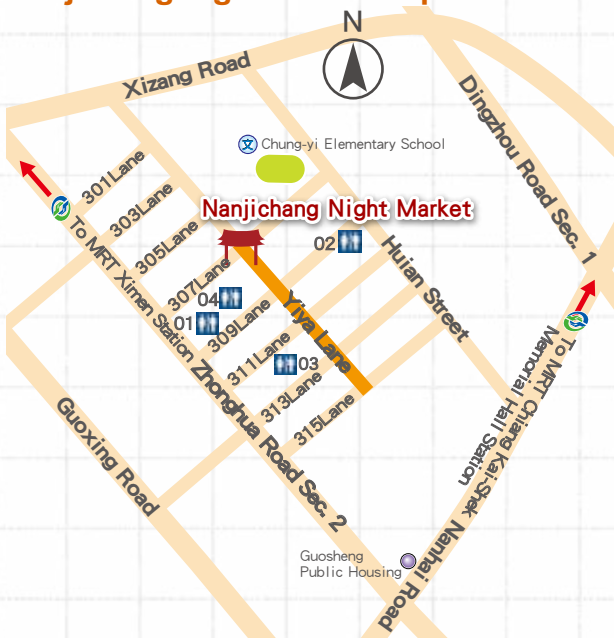 N
Xizang Road
Dingzhou Road Sec. 1
文
Chung-yi Elementary School
301Lane
303Lane
Nanjichang Night Market
305Lane
02
Huian Street
307Lane
04
01
309Lane
Yiya Lane
To MRT Ximen Station
311Lane
03
313Lane
315Lane
Zhonghua Road Sec. 2
Guoxing Road
To MRT Chiang Kai-Shek
Memorial Hall Station
Nanhai Road
Guosheng
Public Housing